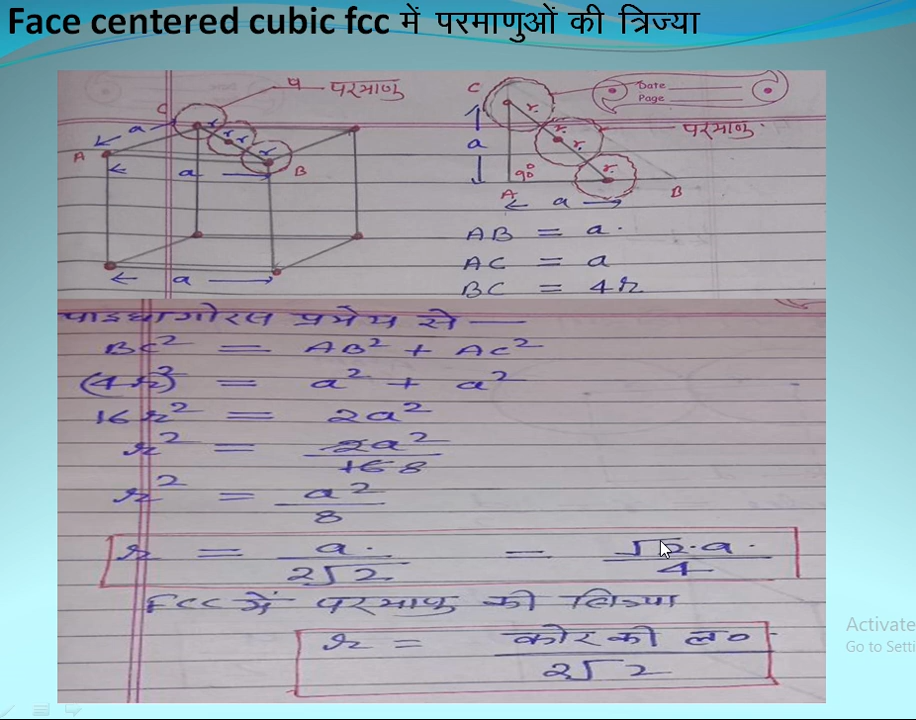 Face centered cubic fcc में परमाणुओं की त्रिज्या
परमाणु
C
A
a
a
B
a
r r r r
C
Date
Page
परमाणु
a
r r r r
90°
A
a
B
AB = a
AC = a
BC = 4r
पाइथागोरस प्रमेय से —
BC² = AB² + AC²
(4r)² = a² + a²
16r² = 2a²
r² = 2a² / 16 8
r² = a² / 8
r = a / 2√2 = √2.a / 4
Fcc में परमाणु की त्रिज्या
r = कोर की ल० / 2√2
Activate
Go to Setti